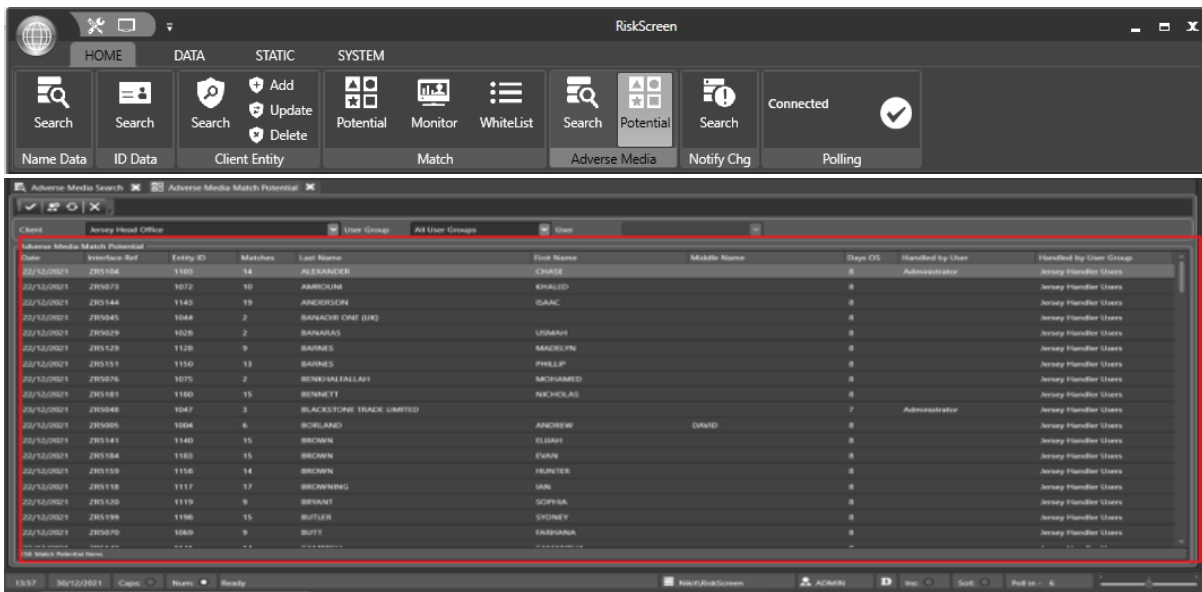 RiskScreen
HOME DATA STATIC SYSTEM
Search Search Search Add Update Delete Potential Monitor WhiteList Search Potential Search Connected
Name Data ID Data Client Entity Match Adverse Media Notify Chg Polling
Adverse Media Search Adverse Media Match Potential
Client Jersey Head Office User Group All User Groups User
Adverse Media Match Potential
Date Interface Ref Entity ID Matches Last Name First Name Middle Name Days OS Handled by User Handled by User Group
22/12/2021 ZR5104 1103 14 ALEXANDER CHASE 8 Administrator Jersey Handler Users
22/12/2021 ZR5073 1072 10 AMROUNI KHALED 8 Jersey Handler Users
22/12/2021 ZR5144 1143 19 ANDERSON ISAAC 8 Jersey Handler Users
22/12/2021 ZR5045 1044 2 BANADIR ONE (UK) 8 Jersey Handler Users
22/12/2021 ZR5029 1028 2 BANARAS USMAH 8 Jersey Handler Users
22/12/2021 ZR5129 1128 9 BARNES MADELYN 8 Jersey Handler Users
22/12/2021 ZR5151 1150 13 BARNES PHILLIP 8 Jersey Handler Users
22/12/2021 ZR5076 1075 2 BENKHALFALLAH MOHAMED 8 Jersey Handler Users
22/12/2021 ZR5181 1180 15 BENNETT NICHOLAS 8 Jersey Handler Users
23/12/2021 ZR5048 1047 3 BLACKSTONE TRADE LIMITED 7 Administrator Jersey Handler Users
22/12/2021 ZR5005 1004 6 BORLAND ANDREW DAVID 8 Jersey Handler Users
22/12/2021 ZR5141 1140 15 BROWN ELIJAH 8 Jersey Handler Users
22/12/2021 ZR5184 1183 15 BROWN EVAN 8 Jersey Handler Users
22/12/2021 ZR5159 1158 14 BROWN HUNTER 8 Jersey Handler Users
22/12/2021 ZR5118 1117 17 BROWNING IAN 8 Jersey Handler Users
22/12/2021 ZR5120 1119 9 BRYANT SOPHIA 8 Jersey Handler Users
22/12/2021 ZR5199 1198 15 BUTLER SYDNEY 8 Jersey Handler Users
22/12/2021 ZR5070 1069 9 BUTT FARHANA 8 Jersey Handler Users
Match Potential Items
13:57 30/12/2021 Caps: Num: Ready Nikit\RiskScreen ADMIN D Ins: Scrl: Poll in - 6